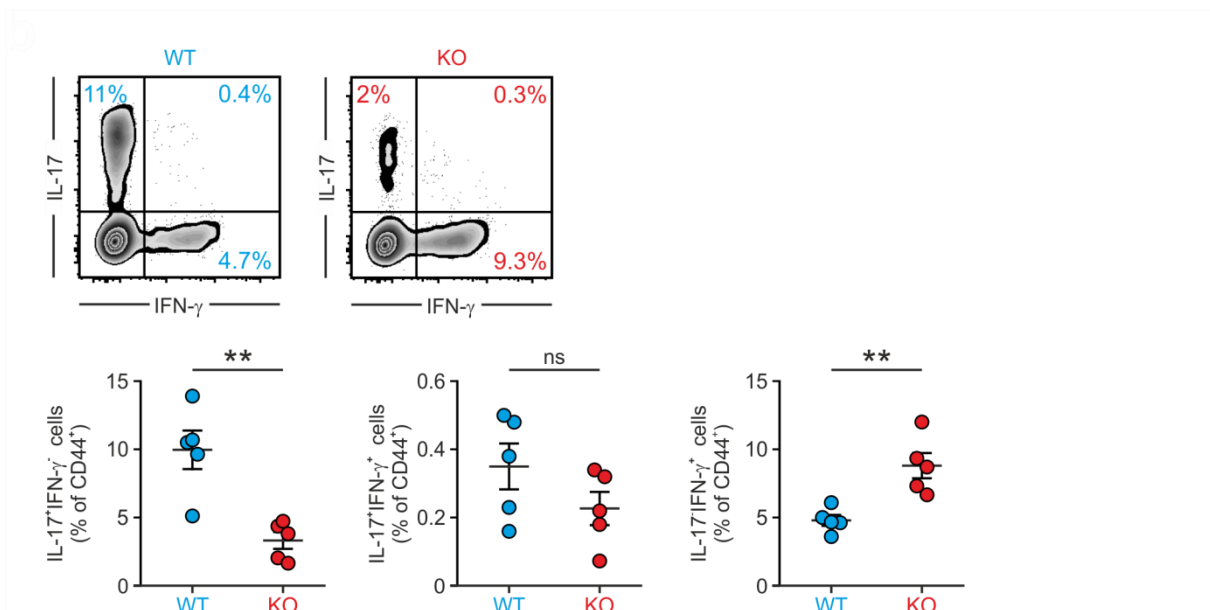 WT KO
11% 0.4% 2% 0.3%
IL-17 IL-17
4.7% 9.3%
IFN-γ IFN-γ
** ns **
IL-17⁺IFN-γ⁻ cells
(% of CD44⁺)
15
10
5
0
WT KO
IL-17⁺IFN-γ⁺ cells
(% of CD44⁺)
0.6
0.4
0.2
0
WT KO
IL-17⁻IFN-γ⁺ cells
(% of CD44⁺)
15
10
5
0
WT KO